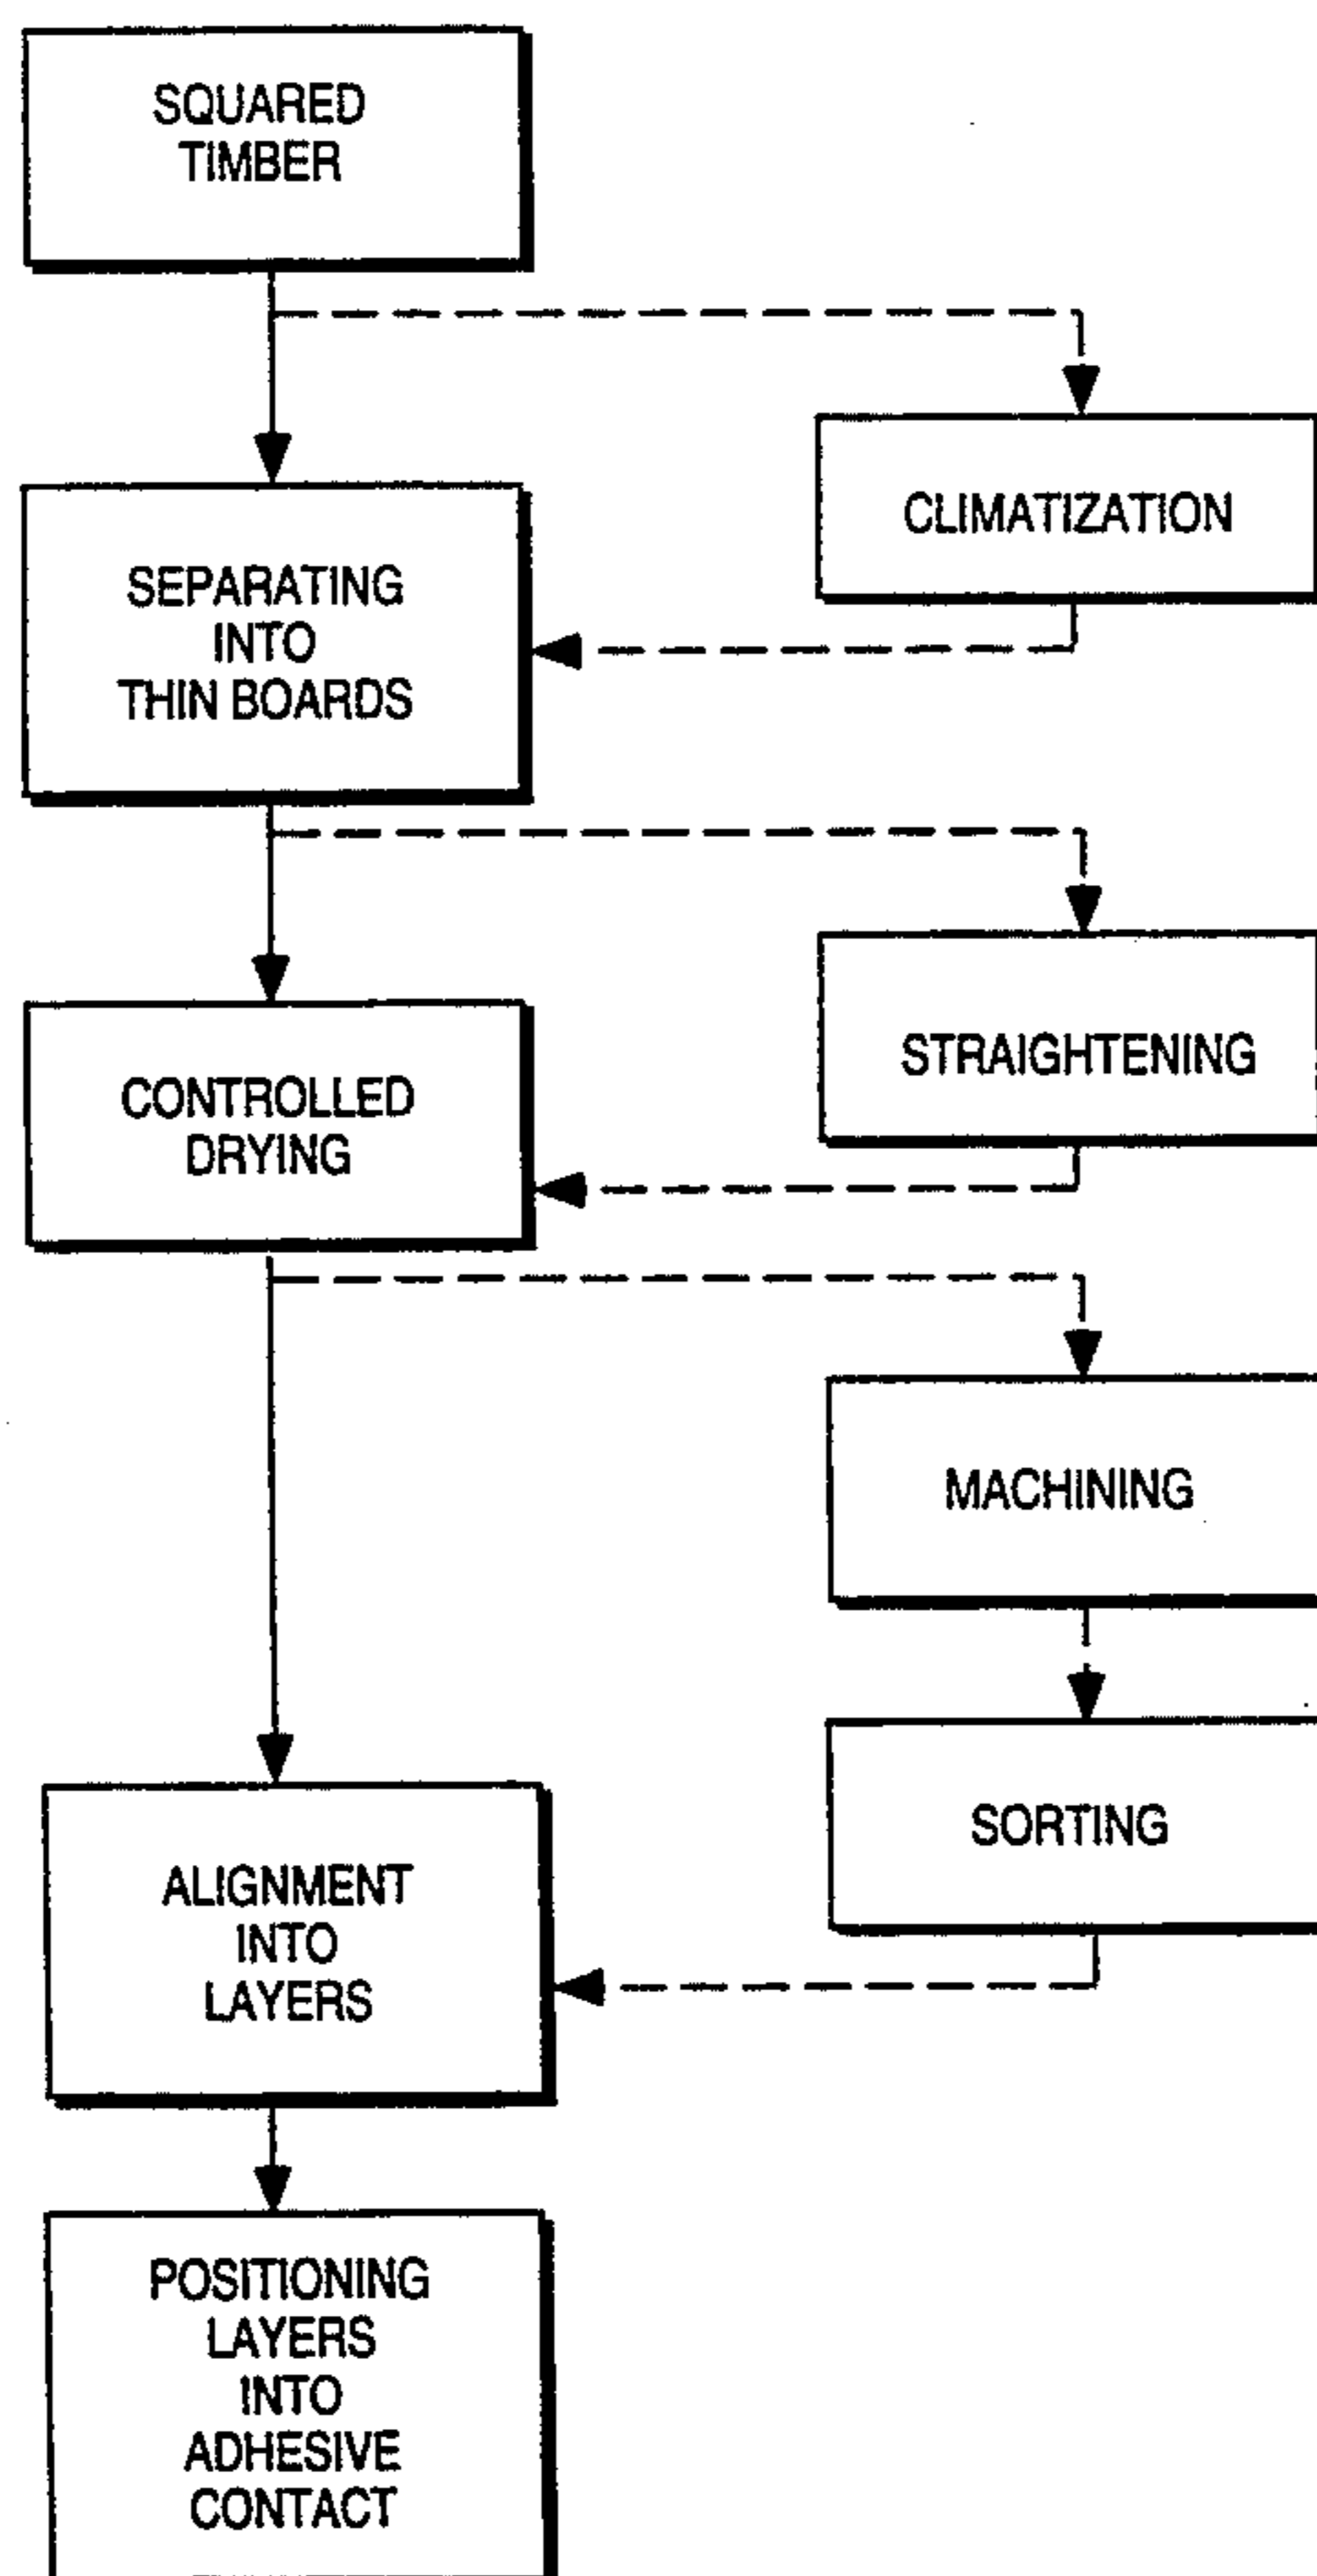 SQUARED
TIMBER
CLIMATIZATION
SEPARATING
INTO
THIN BOARDS
STRAIGHTENING
CONTROLLED
DRYING
MACHINING
SORTING
ALIGNMENT
INTO
LAYERS
POSITIONING
LAYERS
INTO
ADHESIVE
CONTACT